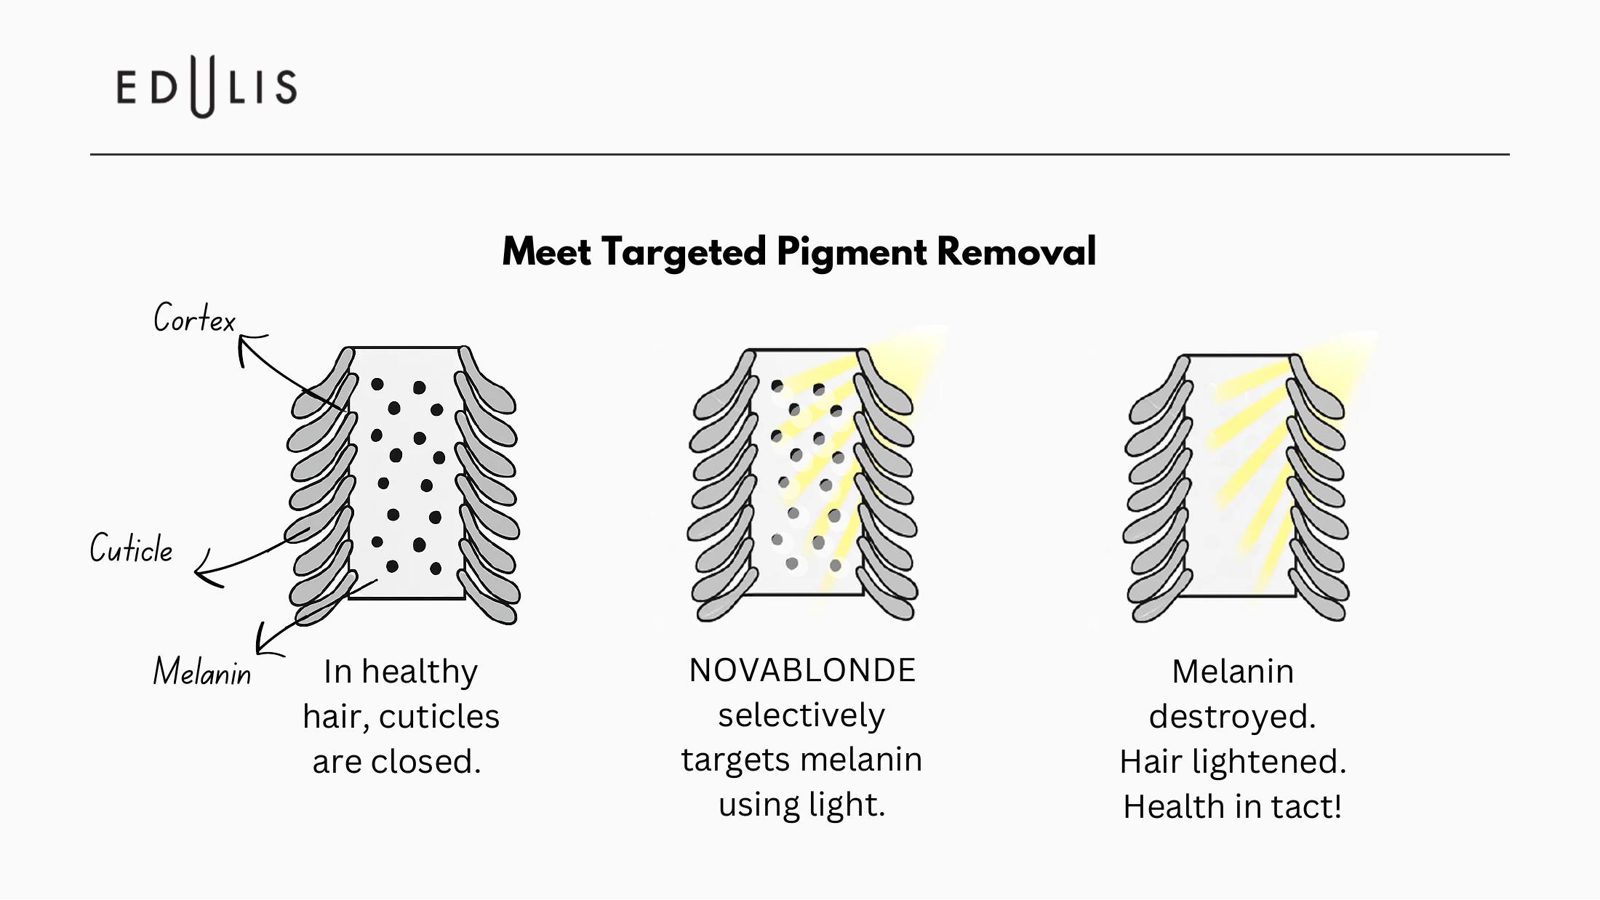 EDULIS
Meet Targeted Pigment Removal
Cortex
Cuticle
Melanin
In healthy
hair, cuticles
are closed.
NOVABLONDE
selectively
targets melanin
using light.
Melanin
destroyed.
Hair lightened.
Health in tact!